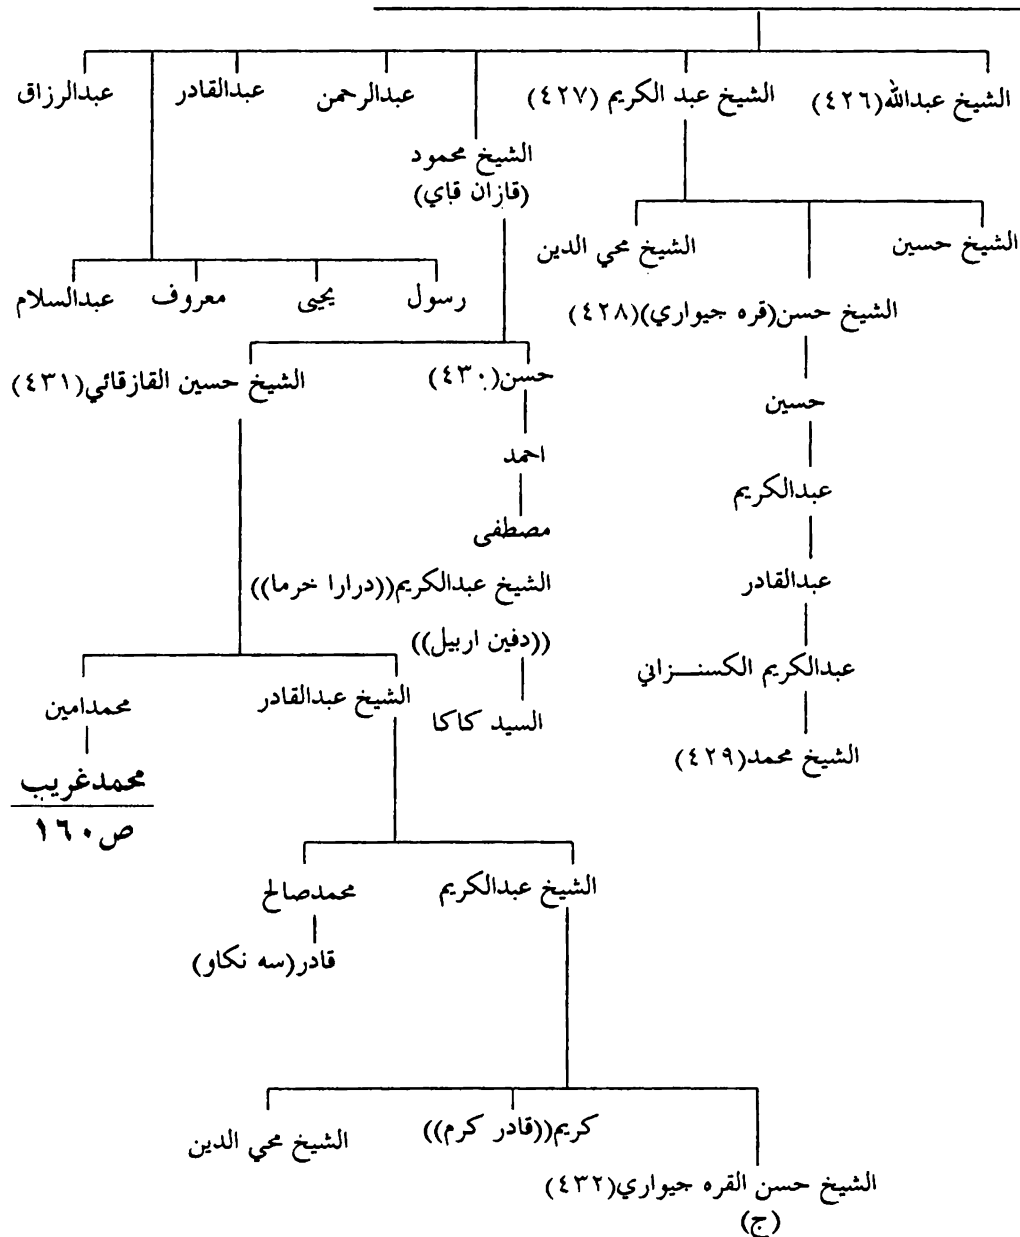 الشيخ عبدالله(٤٢٦)
الشيخ عبد الكريم (٤٢٧)
عبدالرحمن
عبدالقادر
عبدالرزاق
الشيخ محمود
(قازان قاي)
الشيخ حسين
الشيخ محي الدين
رسول
يحيى
معروف
عبدالسلام
الشيخ حسن(قره جيواري)(٤٢٨)
حسن(٤٣٠)
الشيخ حسين القازقائي(٤٣١)
حسين
احمد
عبدالكريم
مصطفى
عبدالقادر
الشيخ عبدالكريم((درارا خرما))
((دفين اربيل))
عبدالكريم الكسنـــزاني
الشيخ عبدالقادر
محمدامين
السيد كاكا
الشيخ محمد(٤٢٩)
محمدغريب
ص١٦٠
الشيخ عبدالكريم
محمدصالح
قادر(سه نكاو)
كريم((قادر كرم))
الشيخ محي الدين
الشيخ حسن القره جيواري(٤٣٢)
(ج)